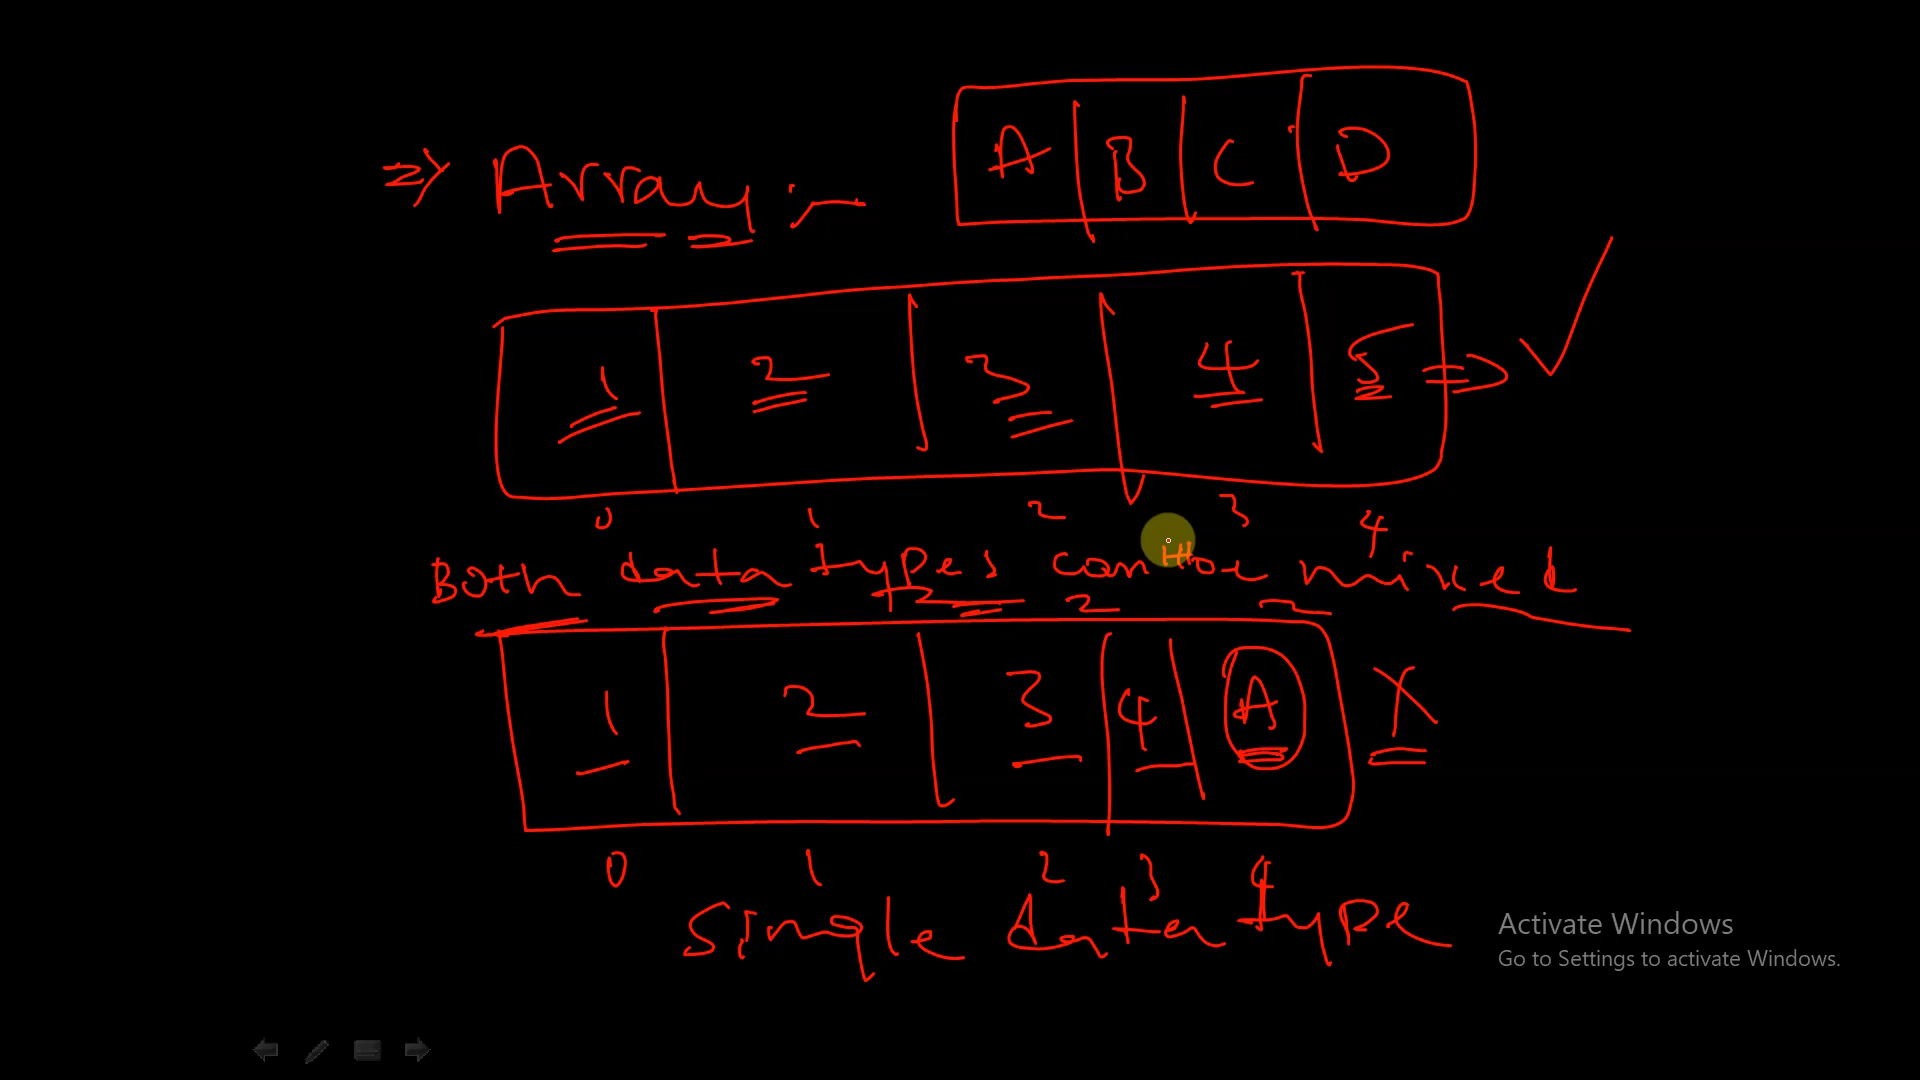 => Array :-
A B C D
1 2 3 4 5 =>
0 1 2 3 4
Both data types can be mixed
1 2 3 4 A X
0 1 2 3 4
single data type
Activate Windows
Go to Settings to activate Windows.